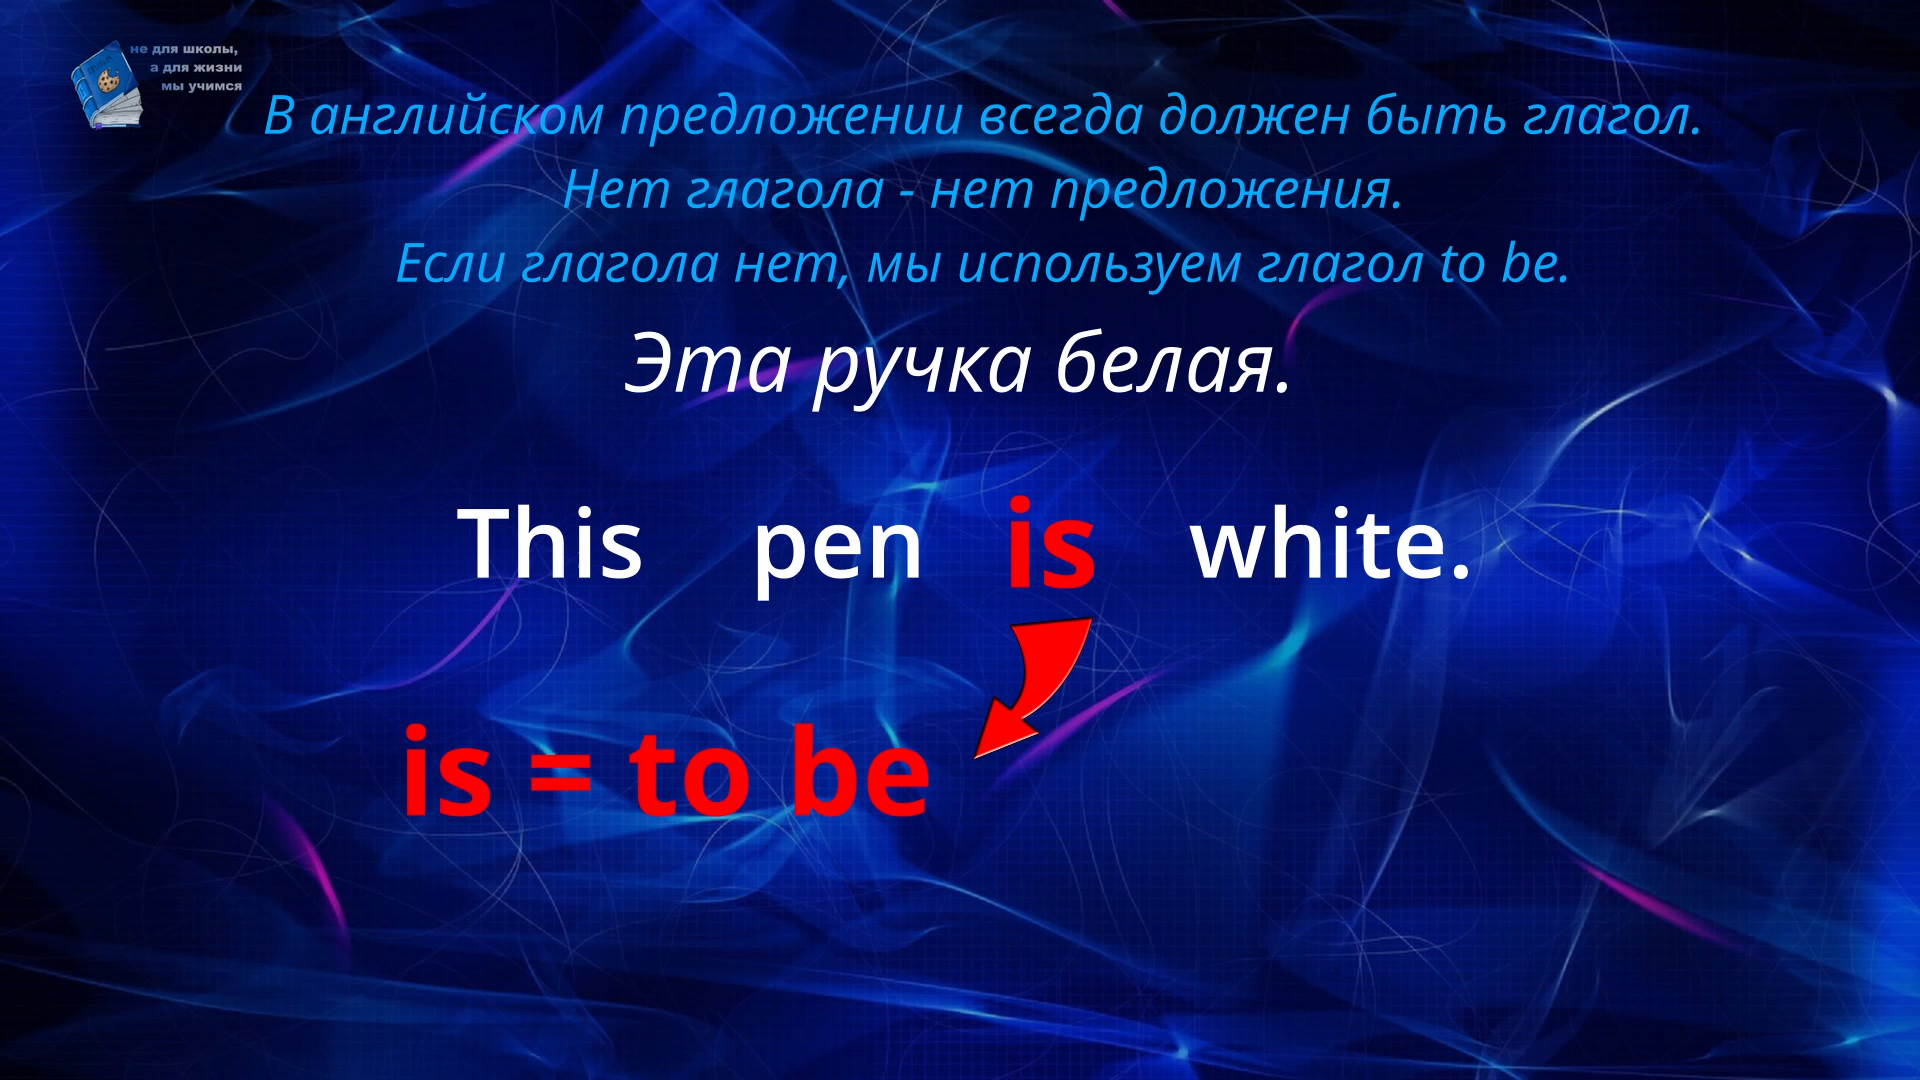 не для школы,
а для жизни
мы учимся
В английском предложении всегда должен быть глагол.
Нет глагола - нет предложения.
Если глагола нет, мы используем глагол to be.
Эта ручка белая.
This pen is white.
is = to be